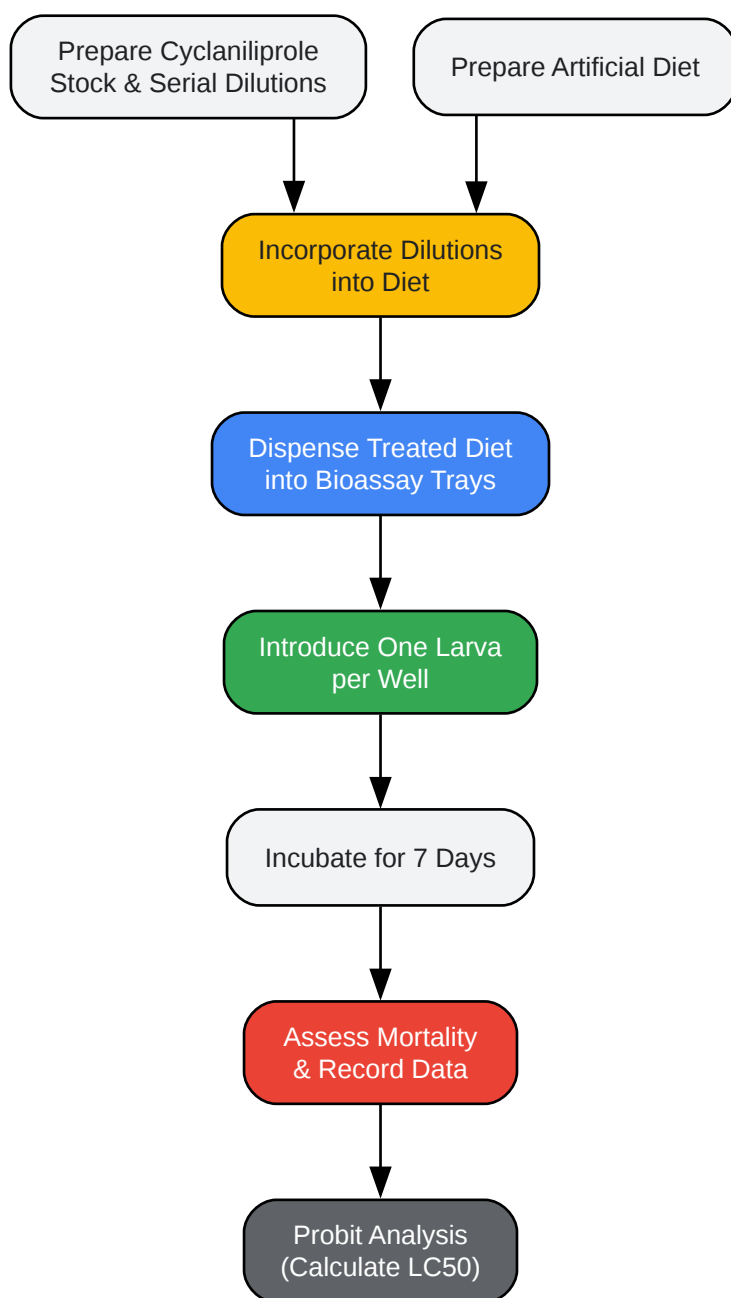 Prepare Cyclaniliprole
Stock & Serial Dilutions
Prepare Artificial Diet
Incorporate Dilutions
into Diet
Dispense Treated Diet
into Bioassay Trays
Introduce One Larva
per Well
Incubate for 7 Days
Assess Mortality
& Record Data
Probit Analysis
(Calculate LC50)